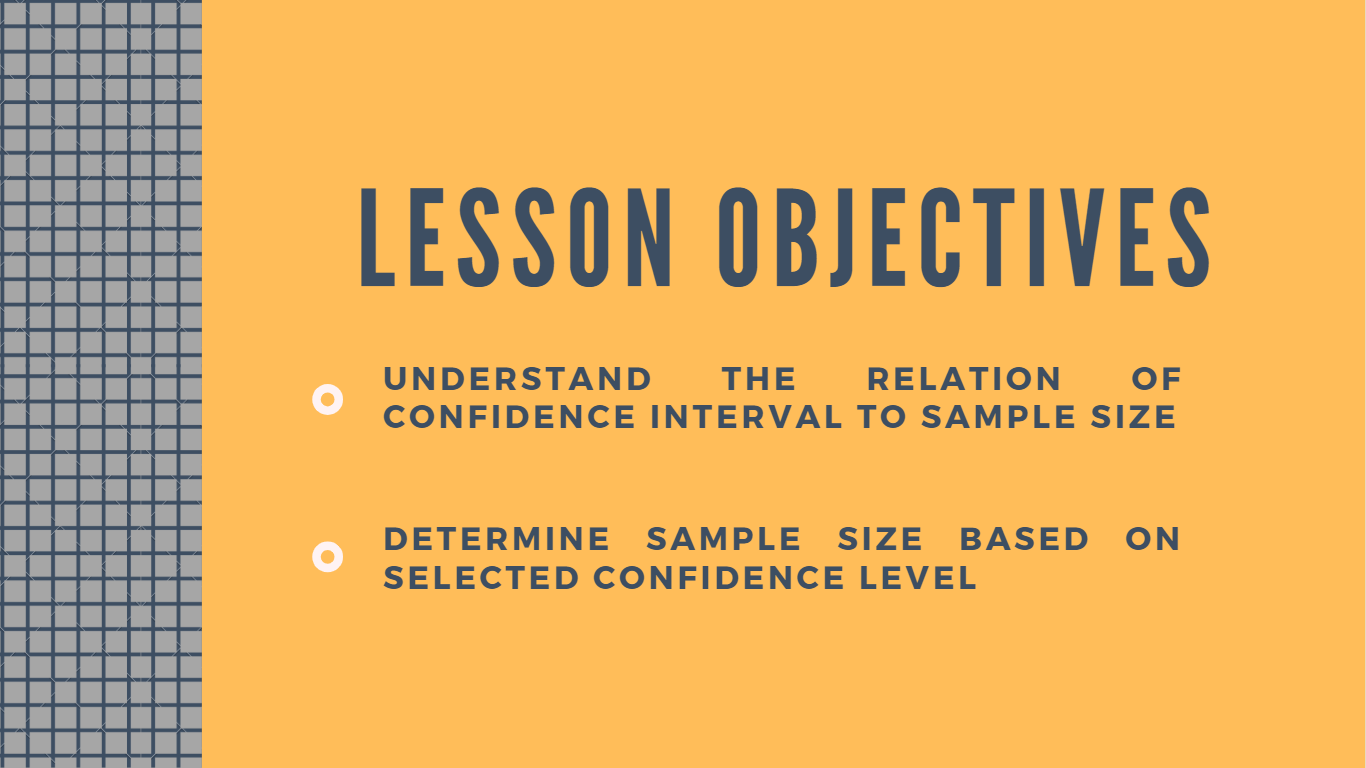 LESSON OBJECTIVES
UNDERSTAND THE RELATION OF
CONFIDENCE INTERVAL TO SAMPLE SIZE
DETERMINE SAMPLE SIZE BASED ON
SELECTED CONFIDENCE LEVEL